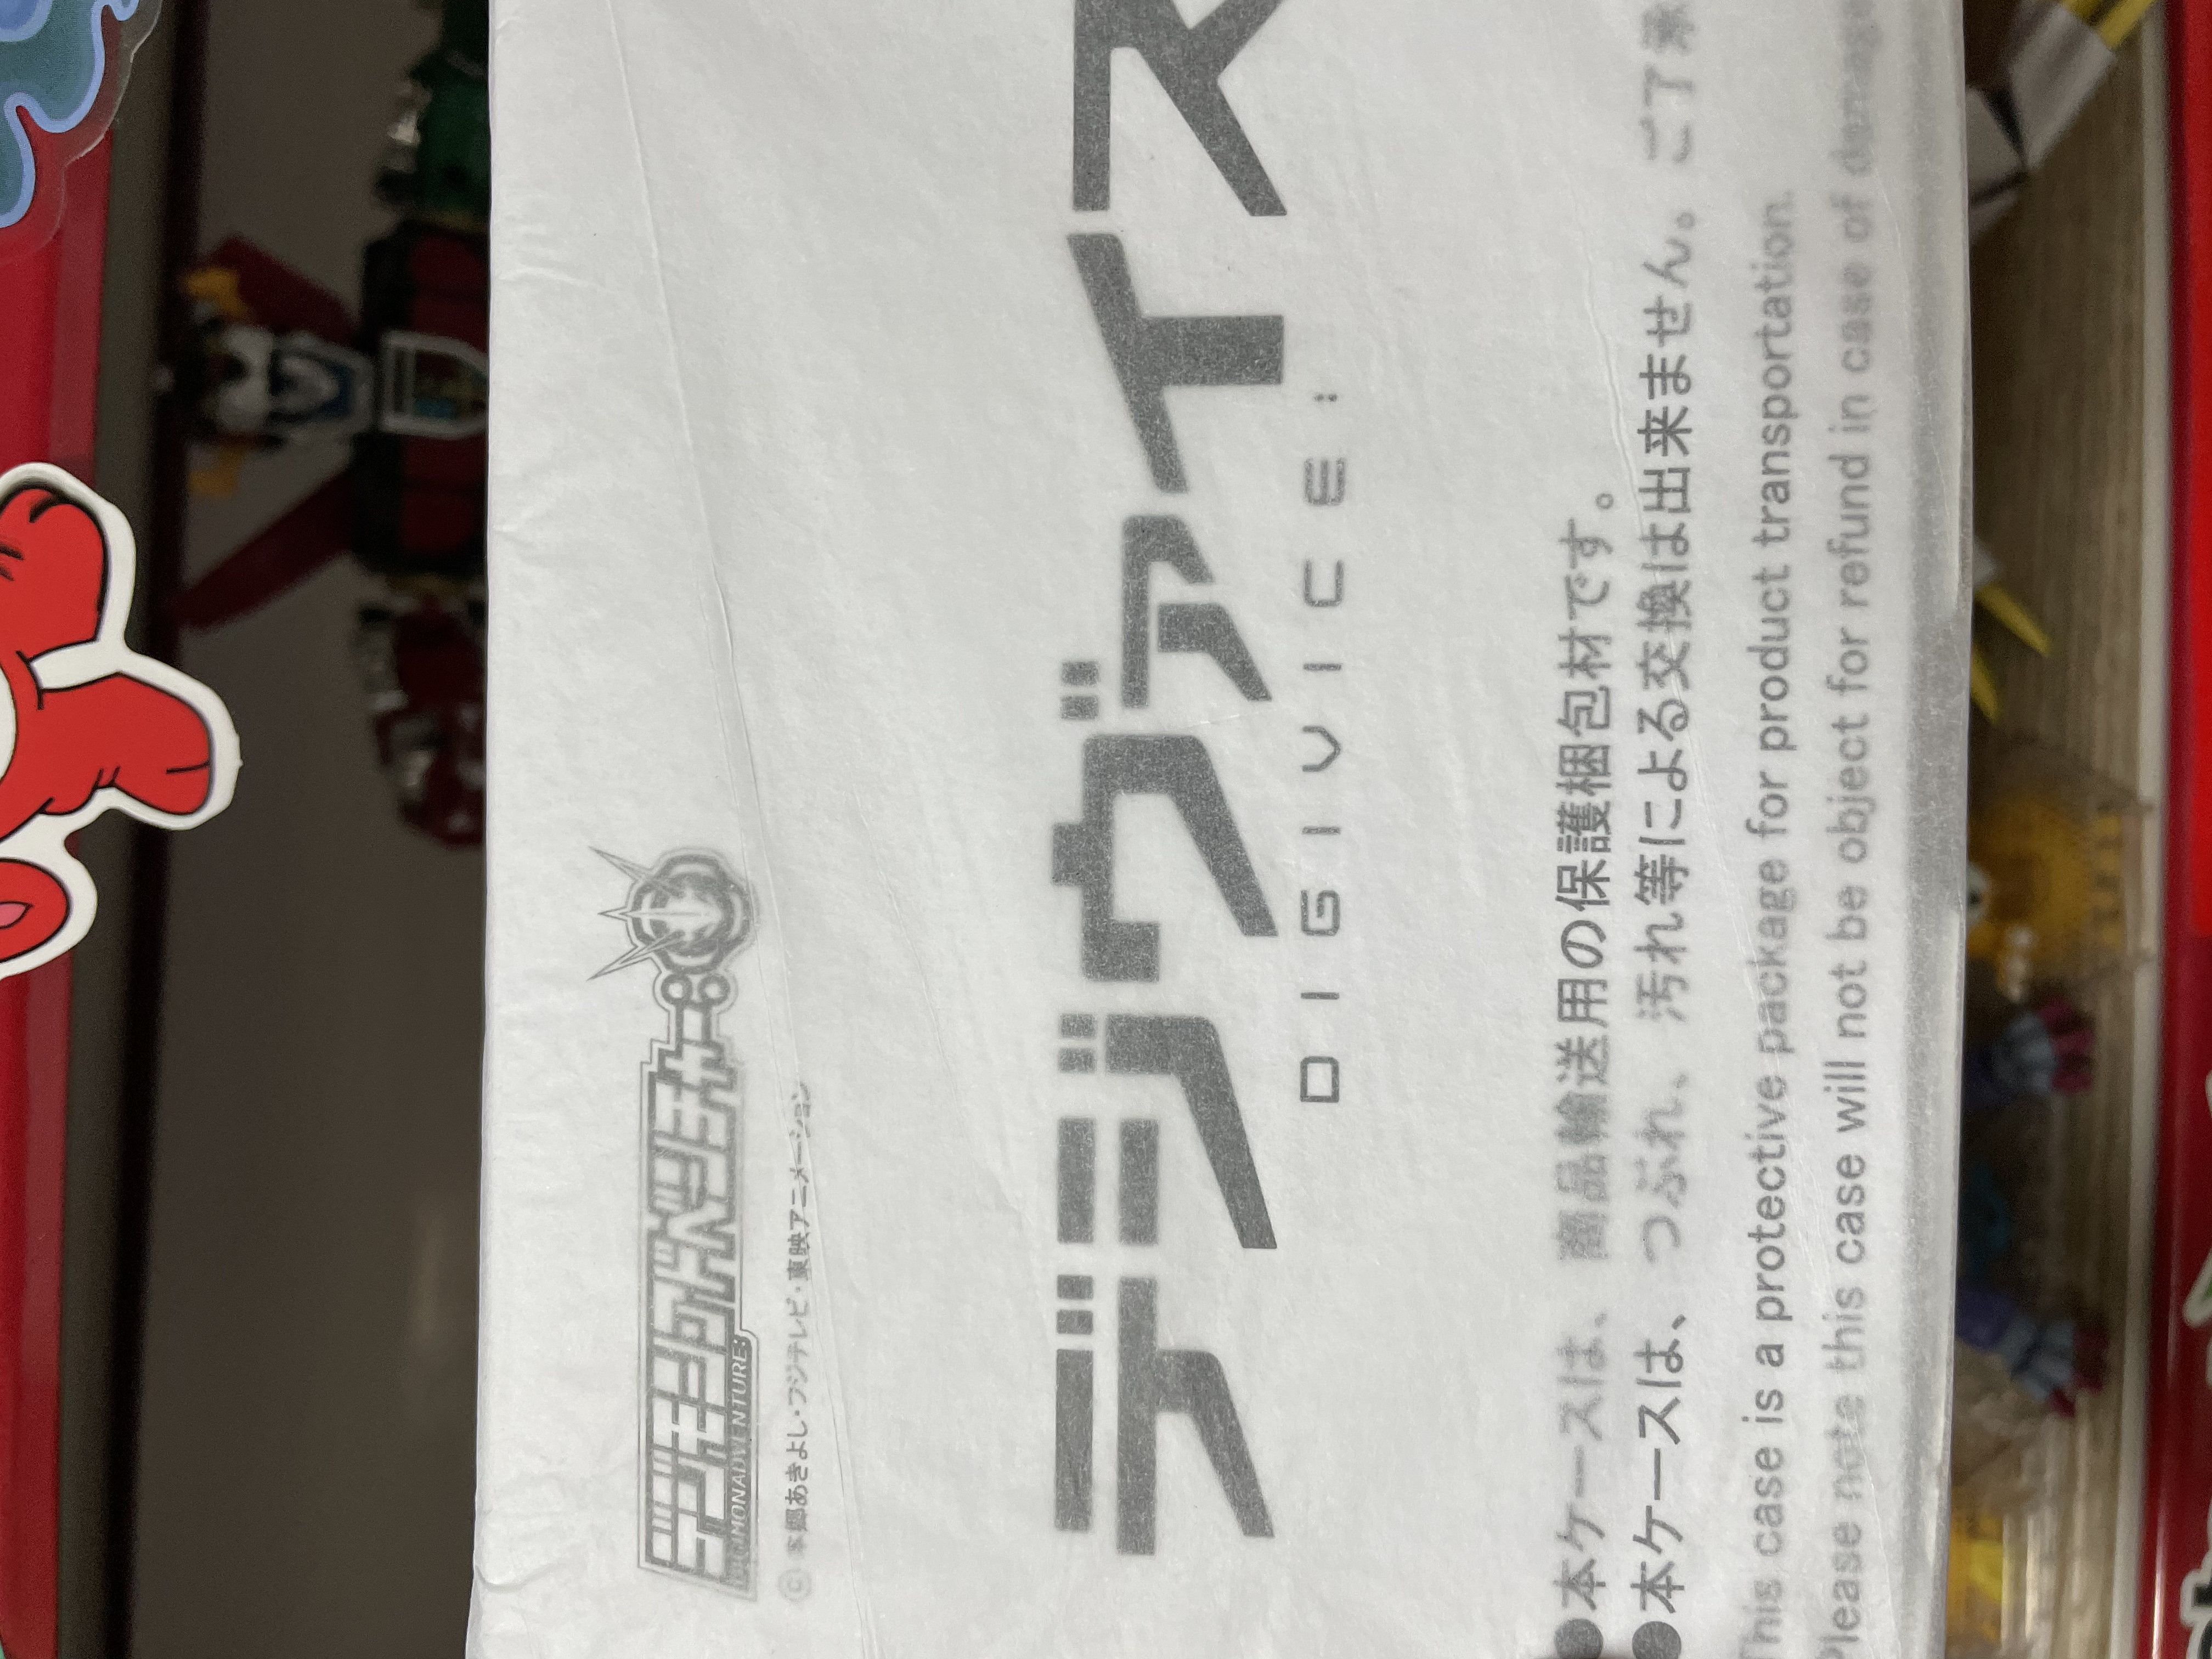 デジモンアドベンチャー:
DIGIMONADVENTURE:
© 本郷あきよし・フジテレビ・東映アニメーション
デジヴァイス
DIGIVICE:
●本ケースは、商品輸送用の保護梱包材です。
●本ケースは、つぶれ、汚れ等による交換は出来ません。ご了承
This case is a protective package for product transportation.
Please note this case will not be object for refund in case of damage